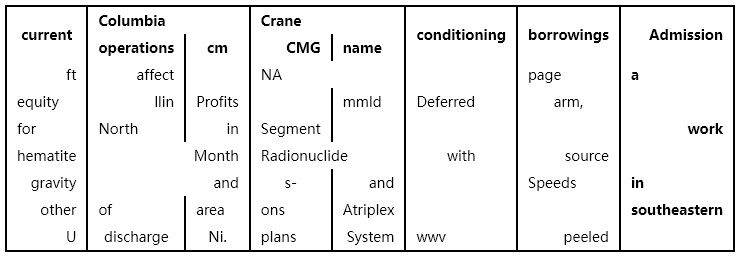 Columbia Crane
current conditioning borrowings Admission
operations cm CMG name
ft affect NA page a
equity llin Profits mmld Deferred arm,
for North in Segment work
hematite Month Radionuclide with source
gravity and s- and Speeds in
other of area ons Atriplex southeastern
U discharge Ni. plans System wwv peeled